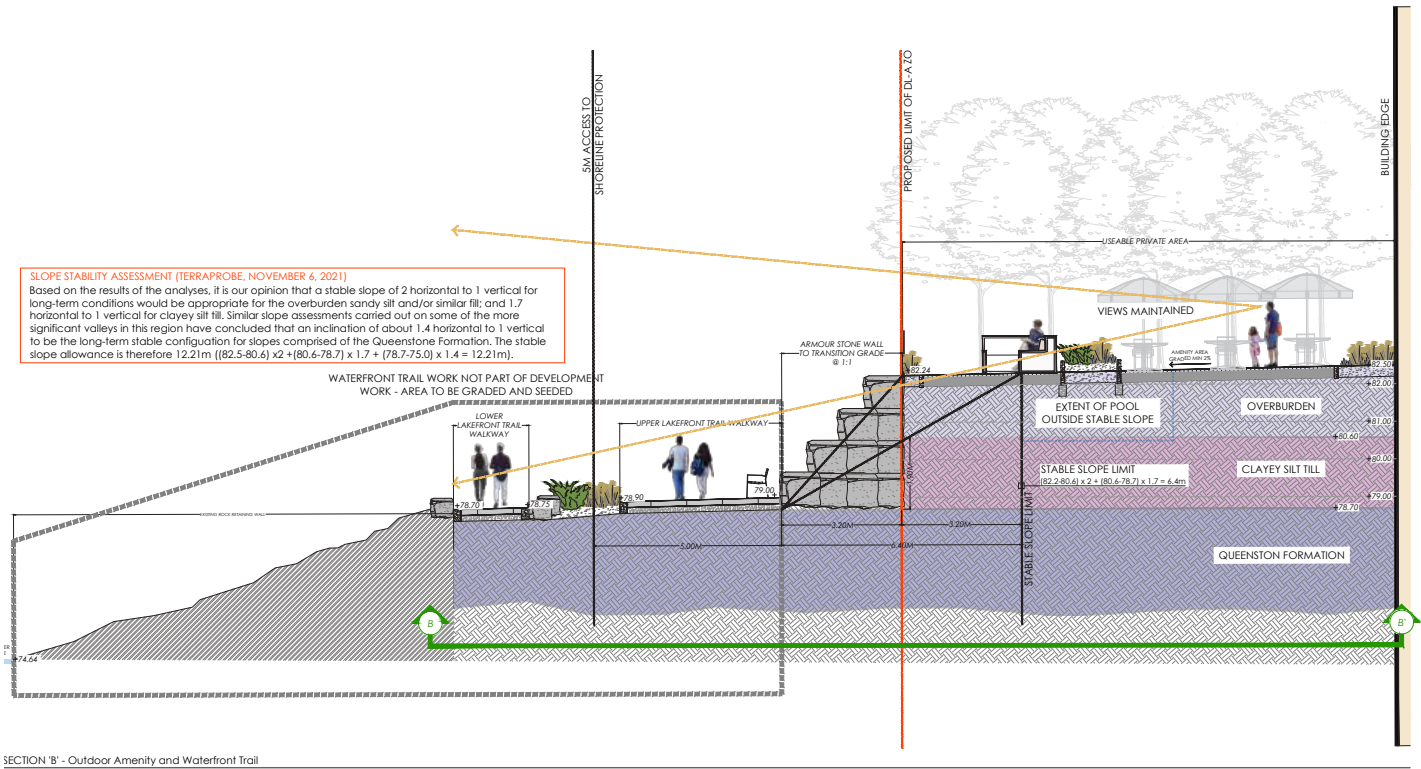 5M ACCESS TO
SHORELINE PROTECTION
PROPOSED LIMIT OF DL-A ZO
BUILDING EDGE
USEABLE PRIVATE AREA
SLOPE STABILITY ASSESSMENT (TERRAPROBE, NOVEMBER 6, 2021)
Based on the results of the analyses, it is our opinion that a stable slope of 2 horizontal to 1 vertical for
long-term conditions would be appropriate for the overburden sandy silt and/or similar fill; and 1.7
horizontal to 1 vertical for clayey silt till. Similar slope assessments carried out on some of the more
significant valleys in this region have concluded that an inclination of about 1.4 horizontal to 1 vertical
to be the long-term stable configuation for slopes comprised of the Queenstone Formation. The stable
slope allowance is therefore 12.21m ((82.5-80.6) x2 +(80.6-78.7) x 1.7 + (78.7-75.0) x 1.4 = 12.21m).
VIEWS MAINTAINED
ARMOUR STONE WALL
TO TRANSITION GRADE
@ 1:1
AMENITY AREA
GRADED MIN 2%
WATERFRONT TRAIL WORK NOT PART OF DEVELOPMENT
WORK - AREA TO BE GRADED AND SEEDED
LOWER
LAKEFRONT TRAIL
WALKWAY
UPPER LAKEFRONT TRAIL WALKWAY
82.24
82.50
82.00
EXTENT OF POOL
OUTSIDE STABLE SLOPE
OVERBURDEN
81.00
80.60
80.00
STABLE SLOPE LIMIT
(82.2-80.6) x 2 + (80.6-78.7) x 1.7 = 6.4m
CLAYEY SILT TILL
79.00
78.70
78.70
78.75
78.90
79.00
EXISTING ROCK RETAINING WALL
3.20M
3.20M
5.00M
6.40M
STABLE SLOPE LIMIT
QUEENSTON FORMATION
B
B'
74.64
SECTION 'B' - Outdoor Amenity and Waterfront Trail